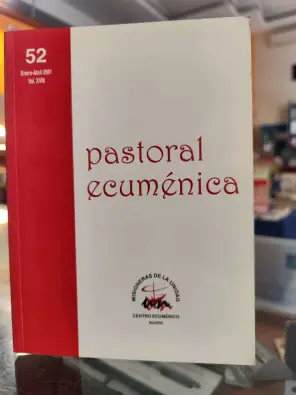 52
Enero-Abril 2001
Vol. XVIII
pastoral
ecuménica
MISIONERAS DE LA UNIDAD
CENTRO ECUMÉNICO
MADRID